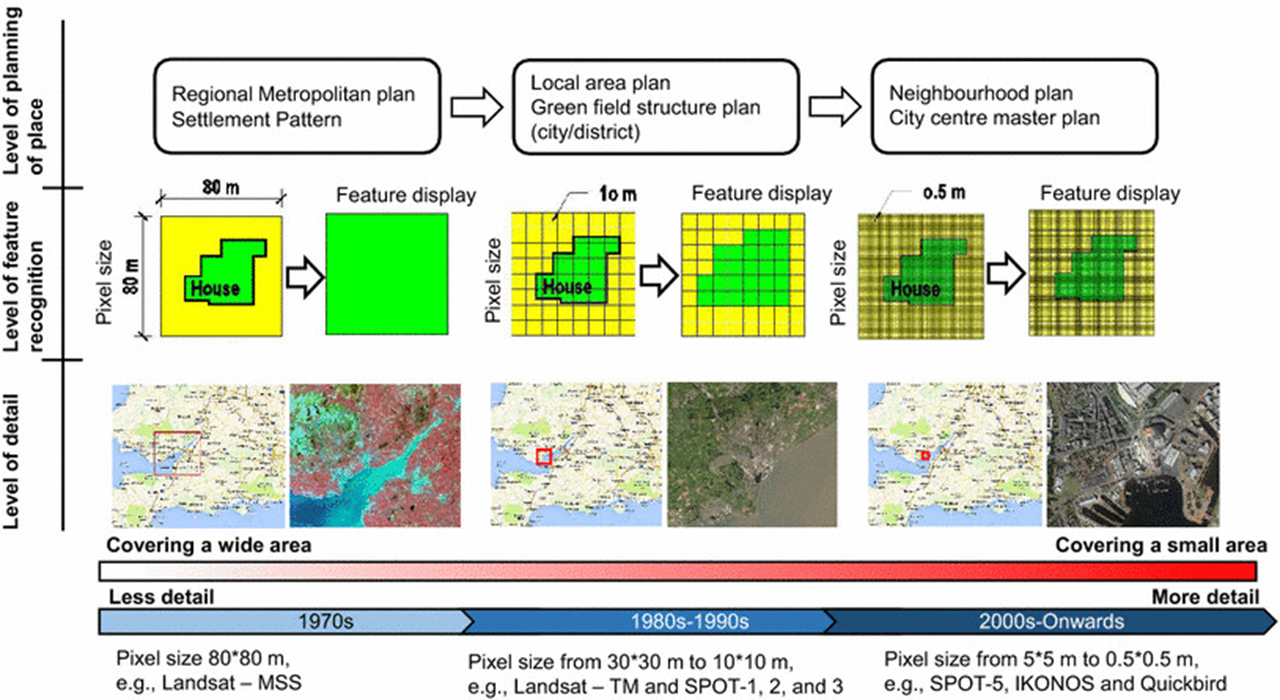 Level of planning
of place
Regional Metropolitan plan
Settlement Pattern
Local area plan
Green field structure plan
(city/district)
Neighbourhood plan
City centre master plan
Level of feature
recognition
80 m
Pixel size
80 m
House
Feature display
1o m
Pixel size
House
Feature display
o.5 m
Pixel size
House
Feature display
Level of detail
Covering a wide area
Covering a small area
Less detail
More detail
1970s
1980s-1990s
2000s-Onwards
Pixel size 80*80 m,
e.g., Landsat – MSS
Pixel size from 30*30 m to 10*10 m,
e.g., Landsat – TM and SPOT-1, 2, and 3
Pixel size from 5*5 m to 0.5*0.5 m,
e.g., SPOT-5, IKONOS and Quickbird